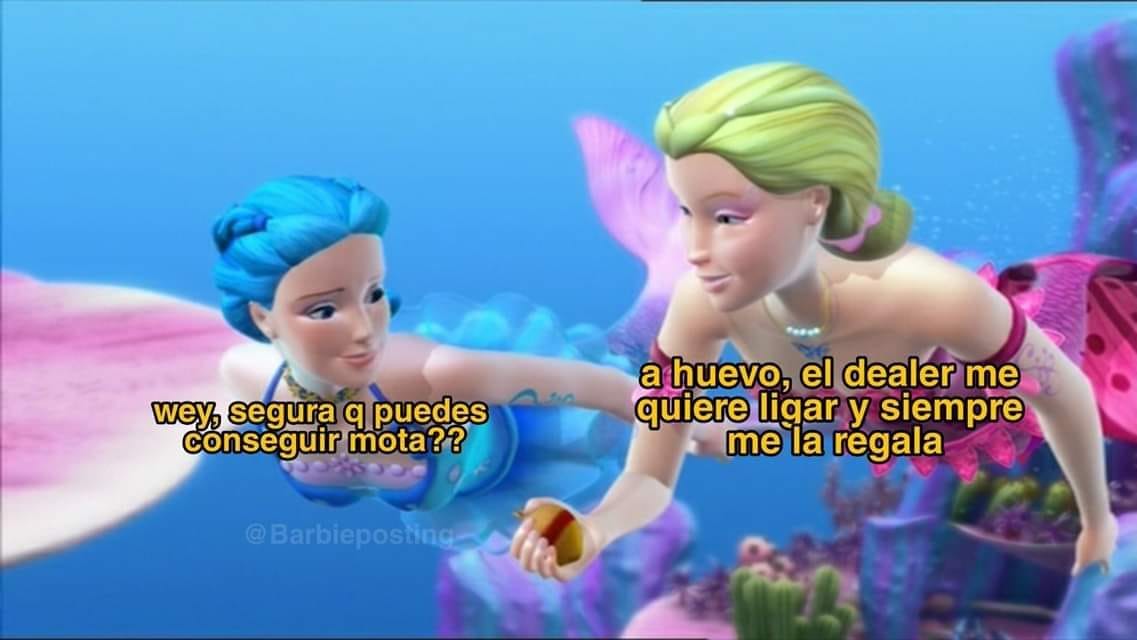 wey, segura q puedes
conseguir mota??
a huevo, el dealer me
quiere ligar y siempre
me la regala
@Barbieposting